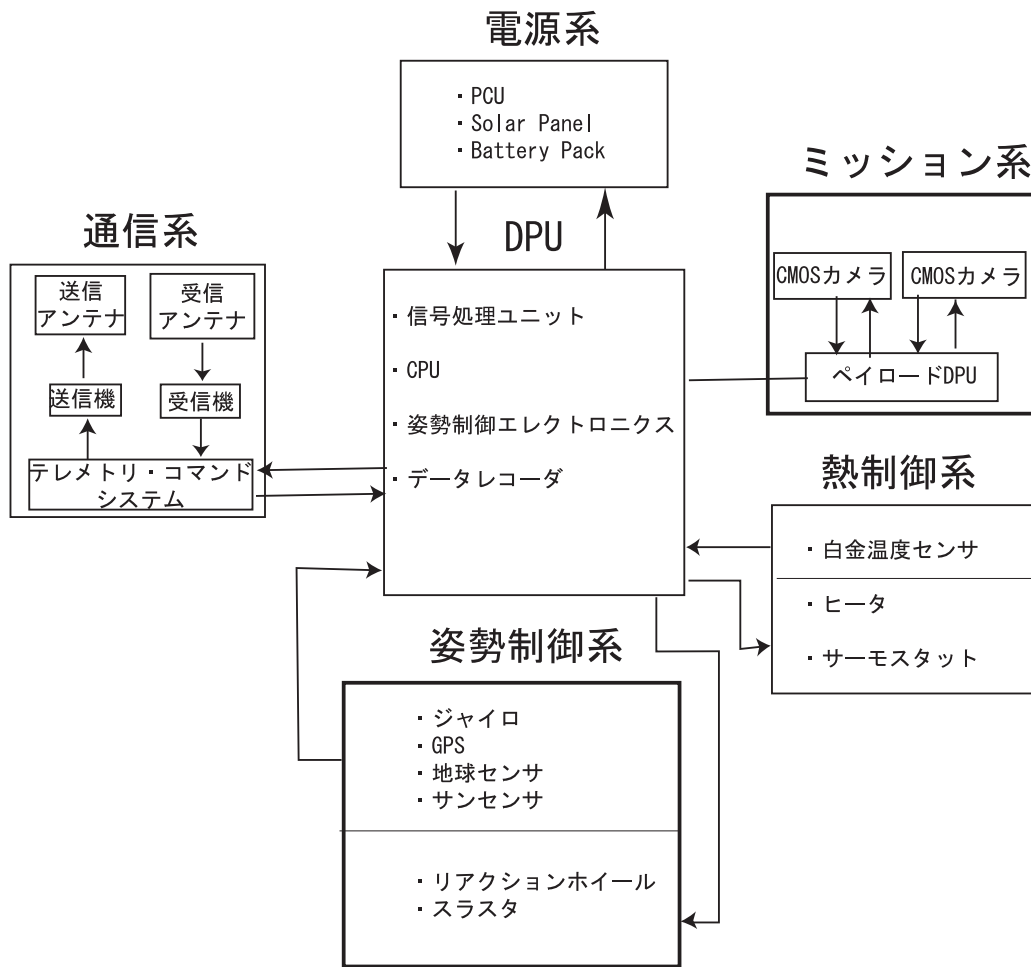 電源系
・PCU
・Solar Panel
・Battery Pack
ミッション系
CMOSカメラ
CMOSカメラ
ペイロードDPU
通信系
送信
アンテナ
受信
アンテナ
送信機
受信機
テレメトリ・コマンド
システム
DPU
・信号処理ユニット
・CPU
・姿勢制御エレクトロニクス
・データレコーダ
熱制御系
・白金温度センサ
・ヒータ
・サーモスタット
姿勢制御系
・ジャイロ
・GPS
・地球センサ
・サンセンサ
・リアクションホイール
・スラスタ